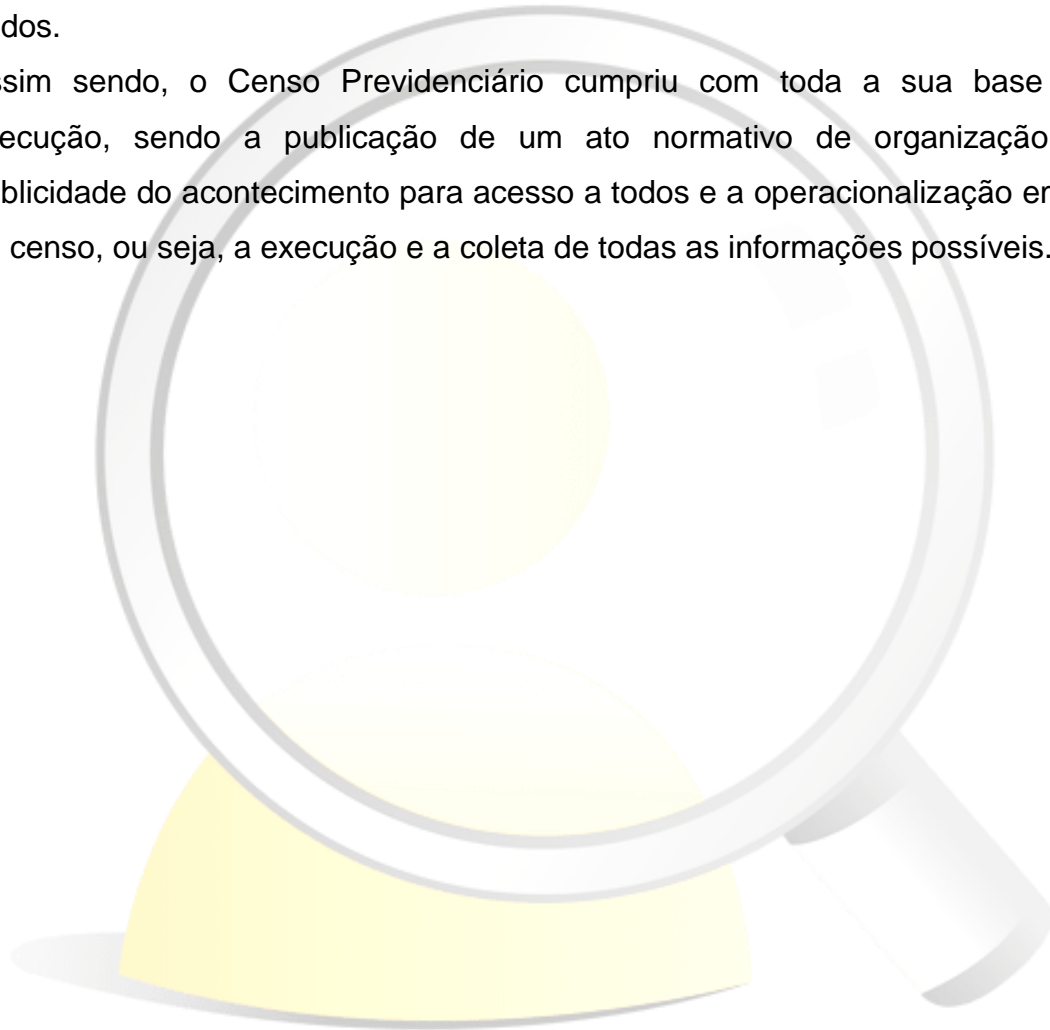 dos.
ssim sendo, o Censo Previdenciário cumpriu com toda a sua base
ecução, sendo a publicação de um ato normativo de organização
blicidade do acontecimento para acesso a todos e a operacionalização e
censo, ou seja, a execução e a coleta de todas as informações possíveis.